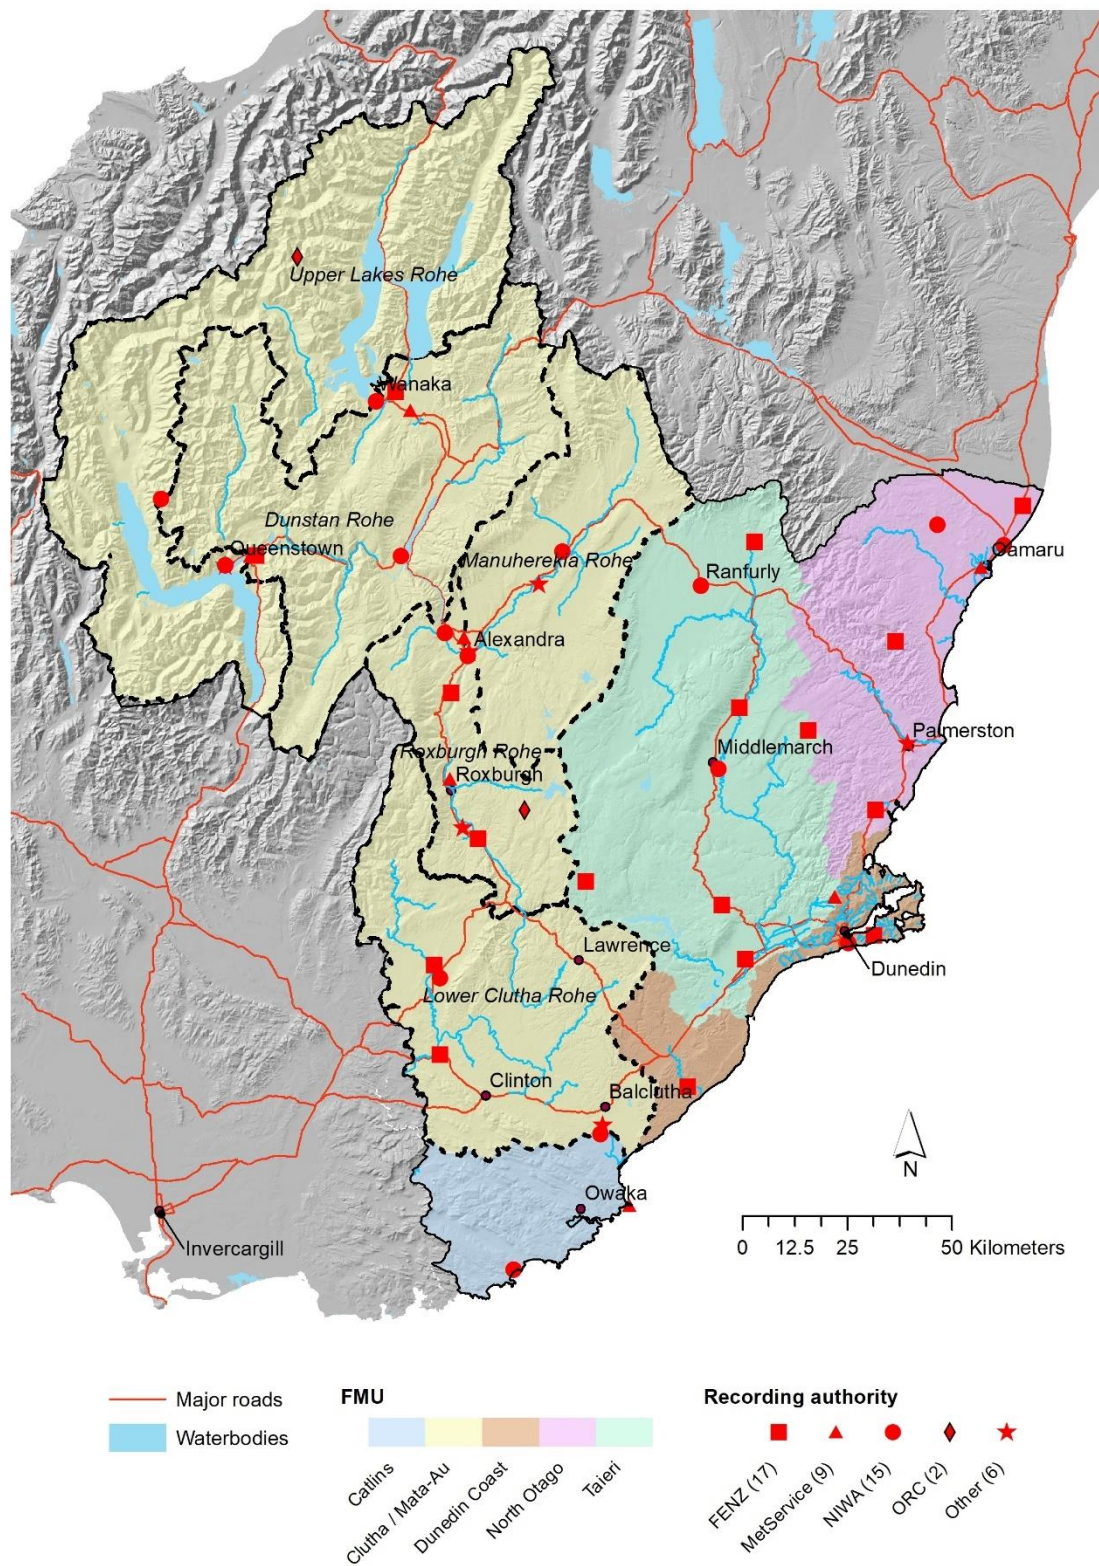 Upper Lakes Rohe
Wanaka
Dunstan Rohe
Queenstown
Manuherekia Rohe
Ranfurly
Oamaru
Alexandra
Palmerston
Middlemarch
Roxburgh Rohe
Roxburgh
Lawrence
Dunedin
Lower Clutha Rohe
Clinton
Balclutha
N
Owaka
Invercargill
0 12.5 25 50 Kilometers
Major roads
Waterbodies
FMU
Catlins
Clutha / Mata-Au
Dunedin Coast
North Otago
Taieri
Recording authority
FENZ (17)
MetService (9)
NIWA (15)
ORC (2)
Other (6)